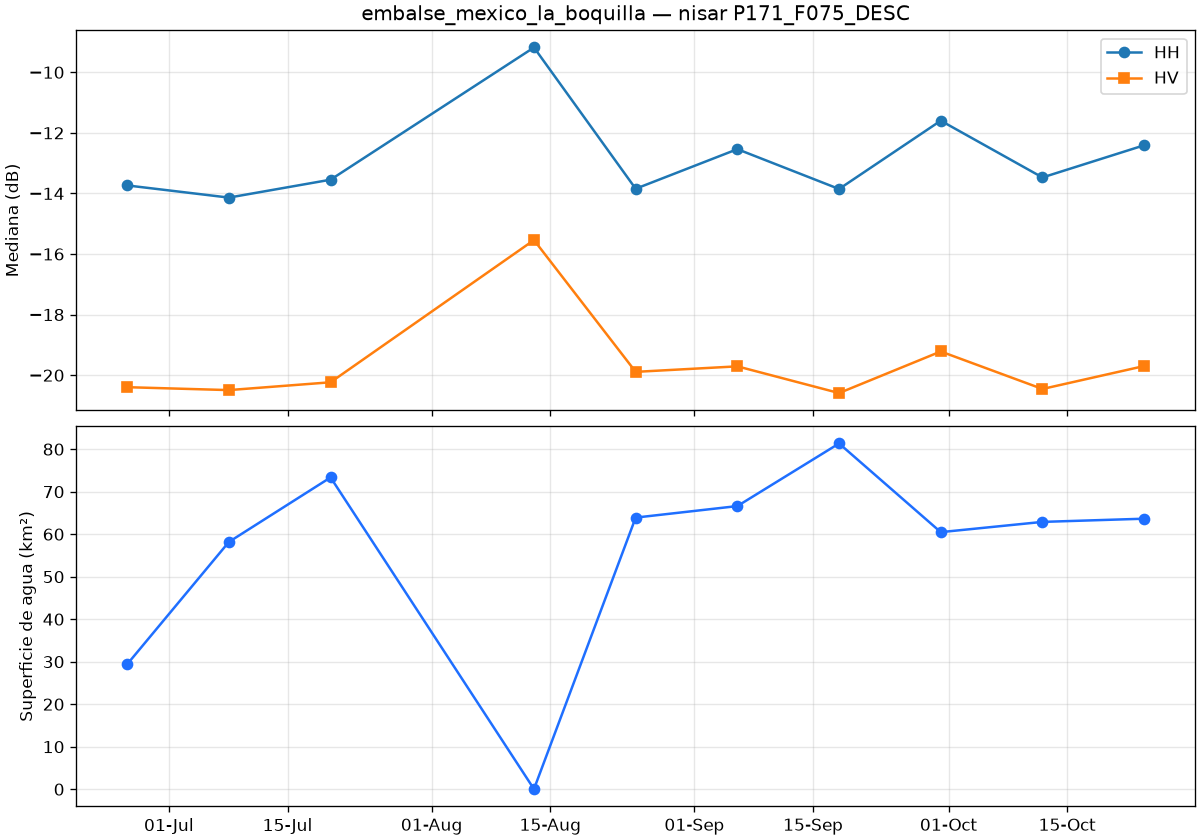 embalse_mexico_la_boquilla — nisar P171_F075_DESC
HH
HV
Mediana (dB)
−10
−12
−14
−16
−18
−20
Superficie de agua (km²)
80
70
60
50
40
30
20
10
0
01-Jul 15-Jul 01-Aug 15-Aug 01-Sep 15-Sep 01-Oct 15-Oct